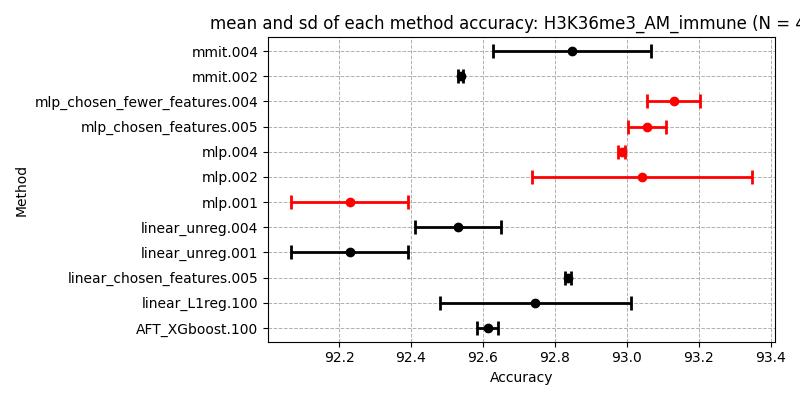 mean and sd of each method accuracy: H3K36me3_AM_immune (N = 4
mmit.004
mmit.002
mlp_chosen_fewer_features.004
mlp_chosen_features.005
mlp.004
mlp.002
mlp.001
linear_unreg.004
linear_unreg.001
linear_chosen_features.005
linear_L1reg.100
AFT_XGboost.100
Method
92.2 92.4 92.6 92.8 93.0 93.2 93.4
Accuracy